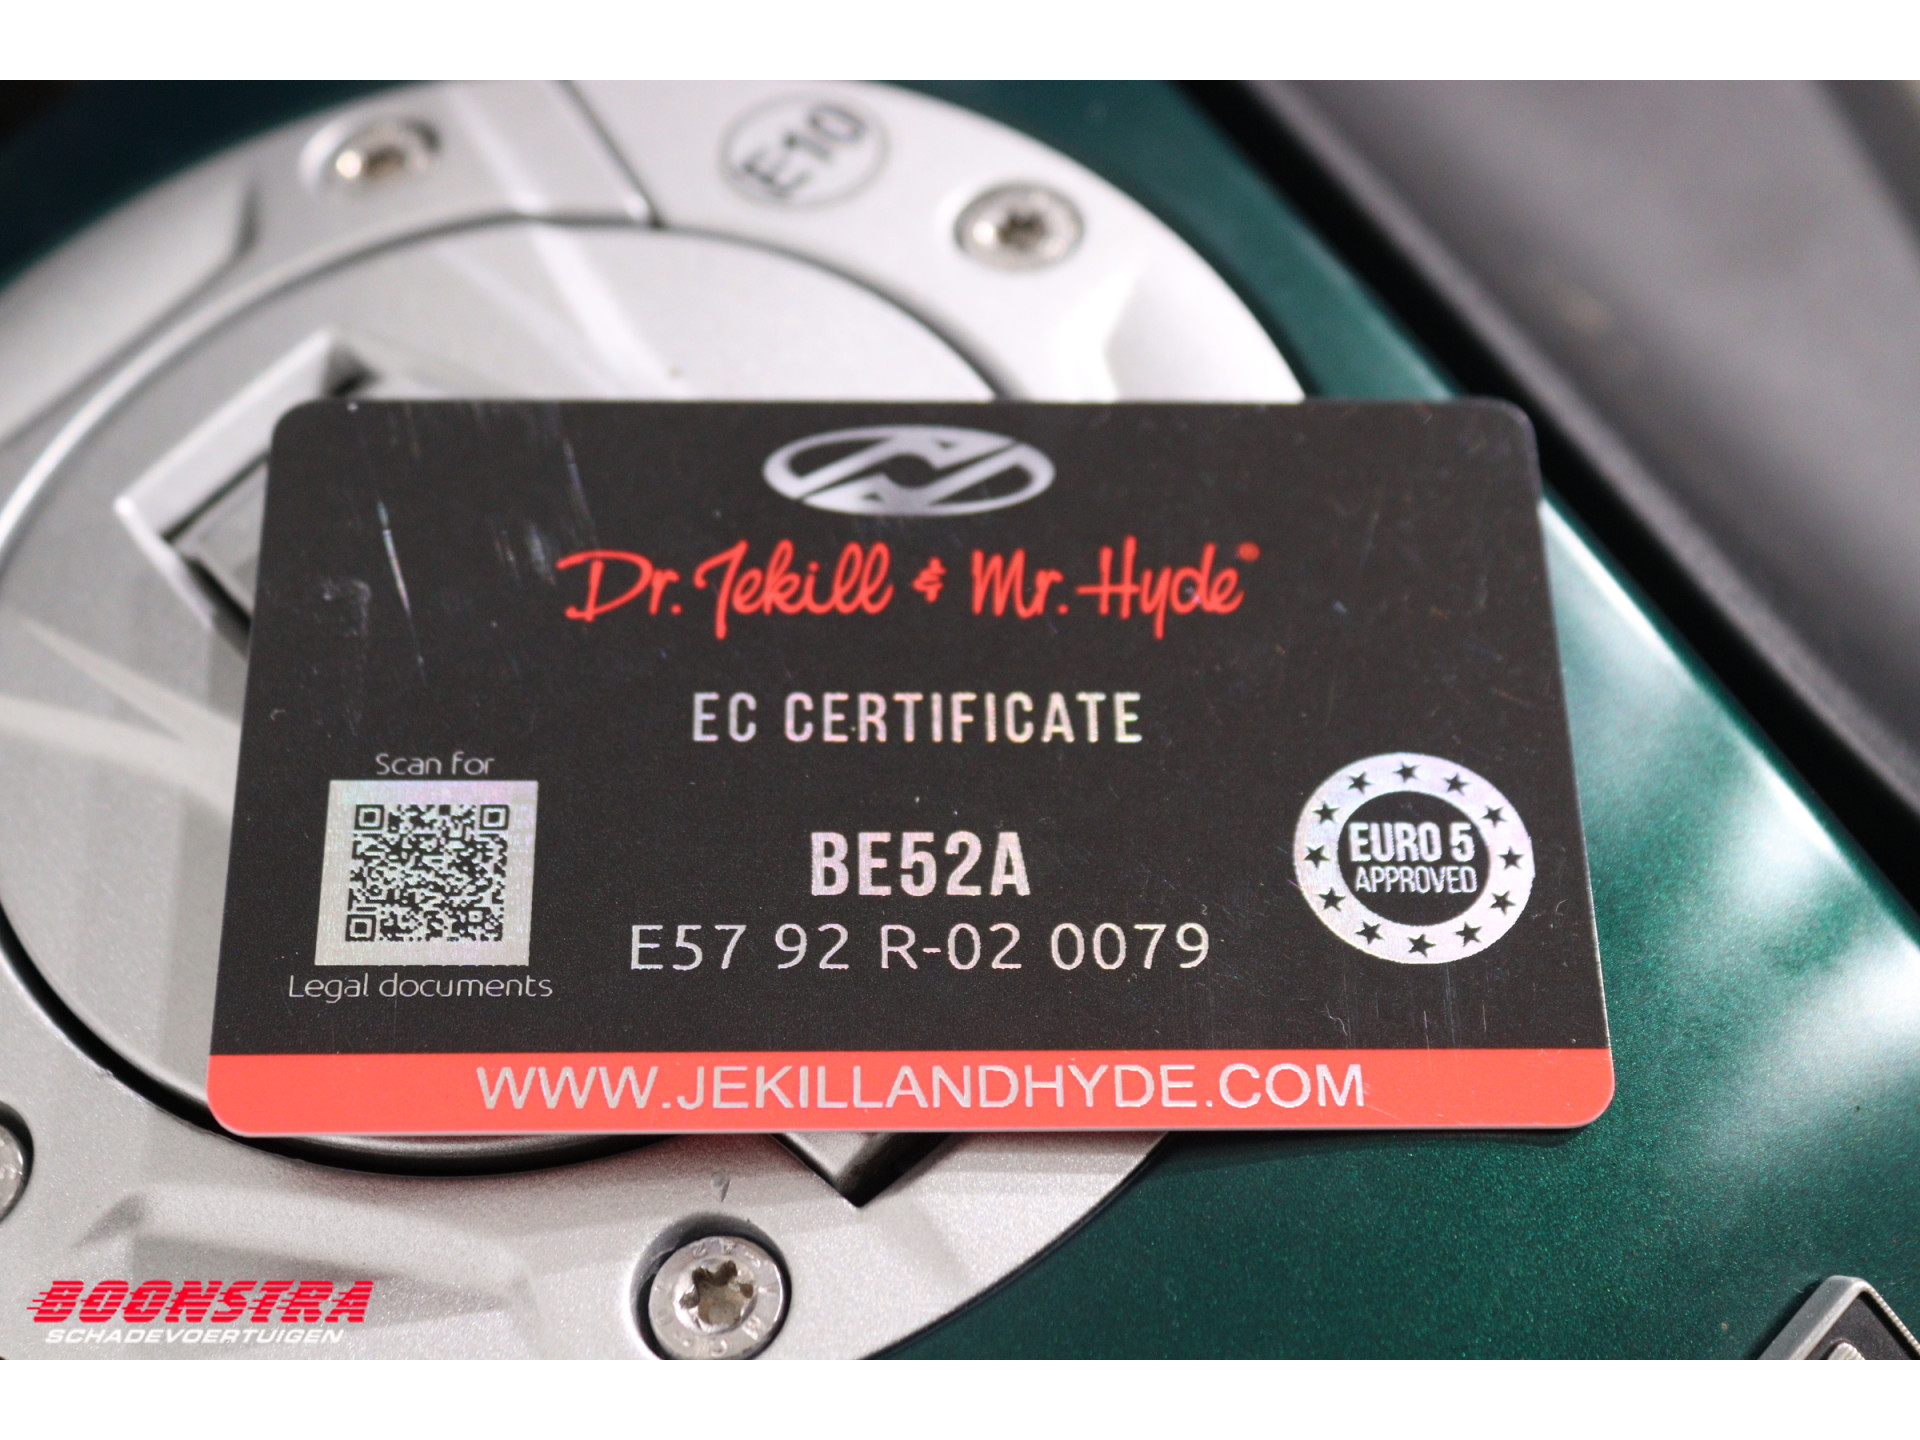 E10
Dr. Jekill & Mr. Hyde®
EC CERTIFICATE
Scan for
Legal documents
BE52A
E57 92 R-02 0079
EURO 5
APPROVED
WWW.JEKILLANDHYDE.COM
BOONSTRA
SCHADEVOERTUIGEN